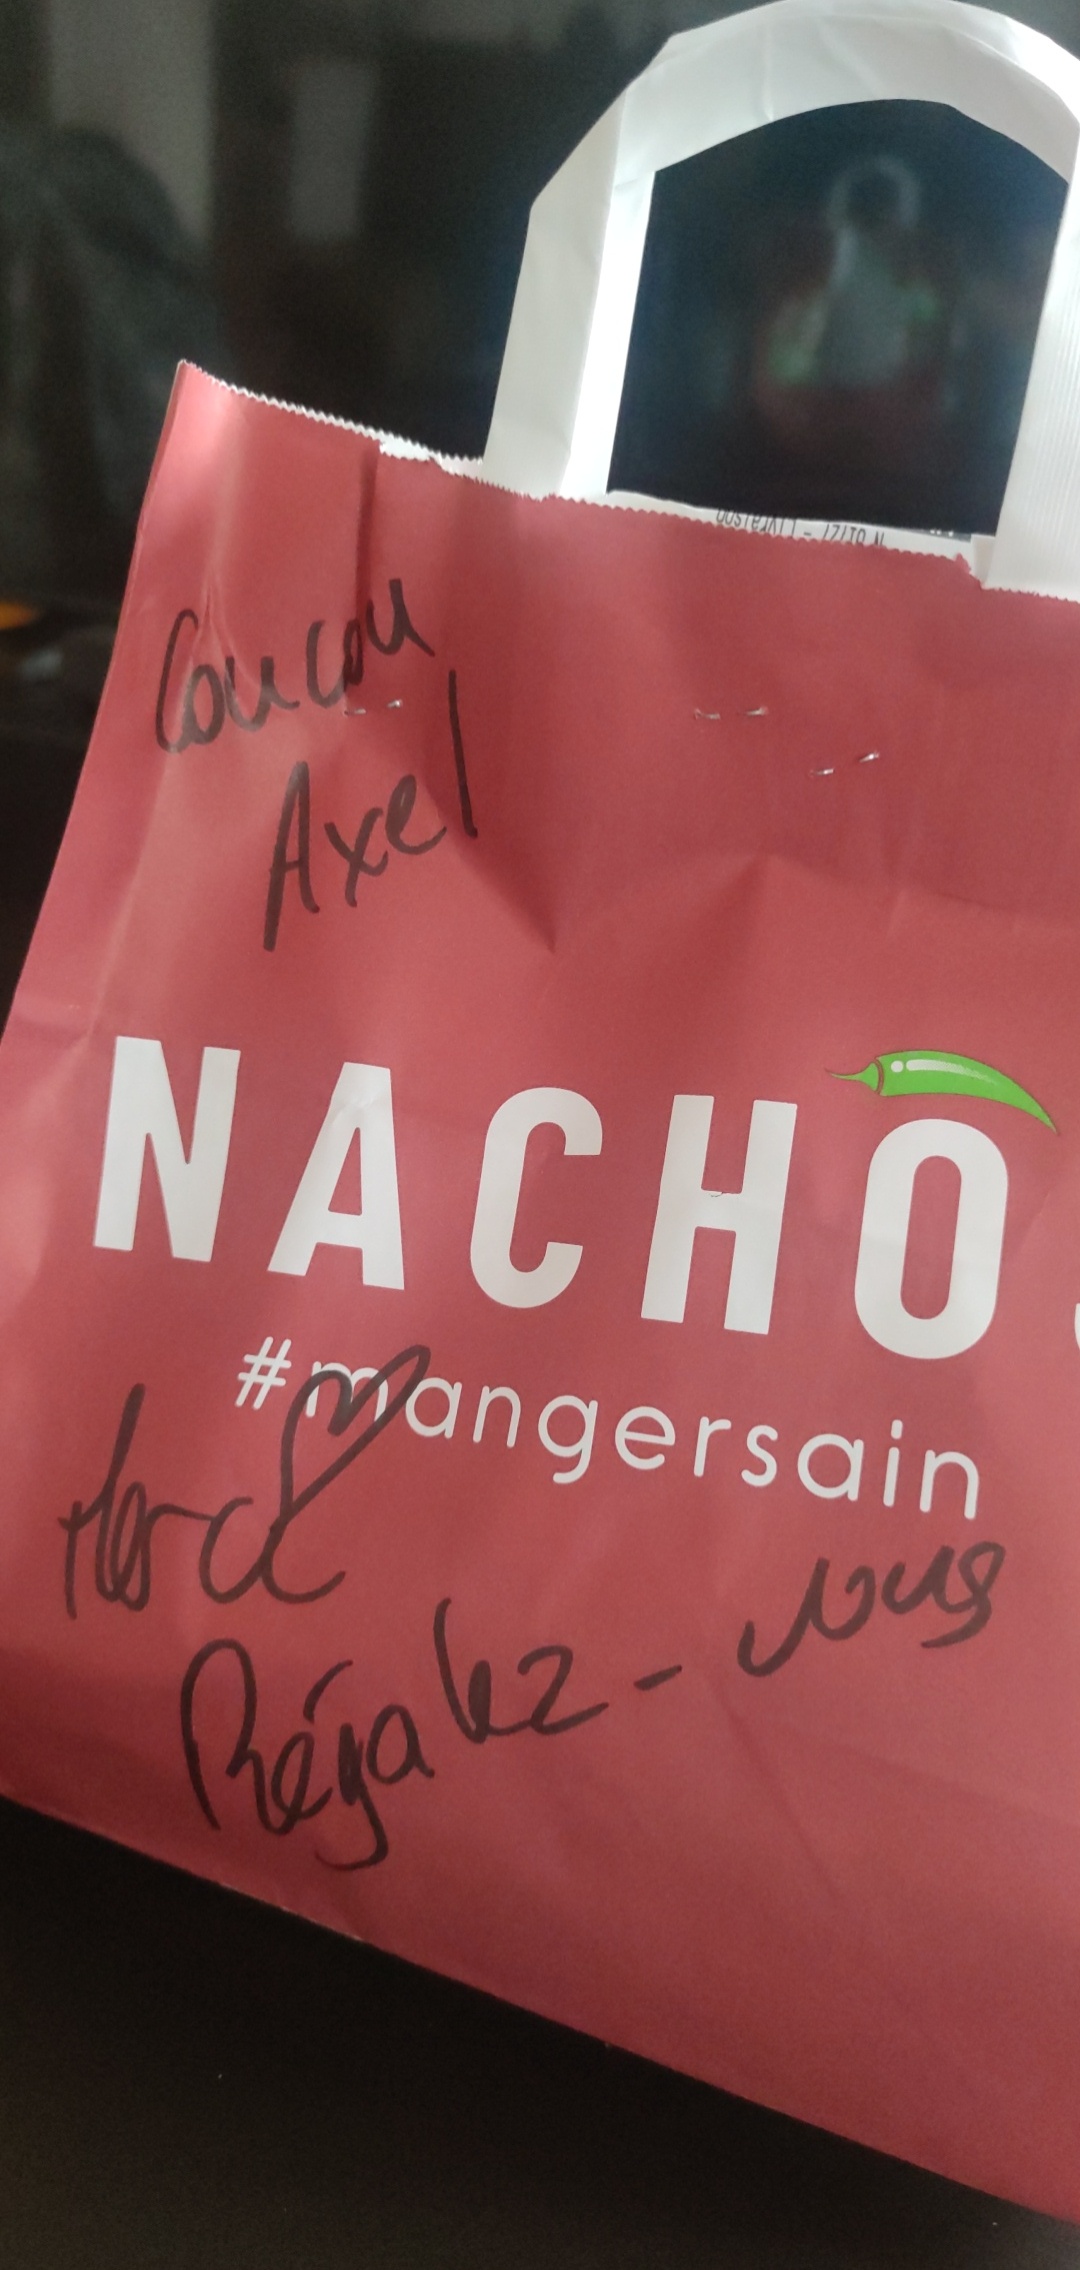 Coucou
Axel
NACHOS
#mangersain
Merci
Régalez-vous